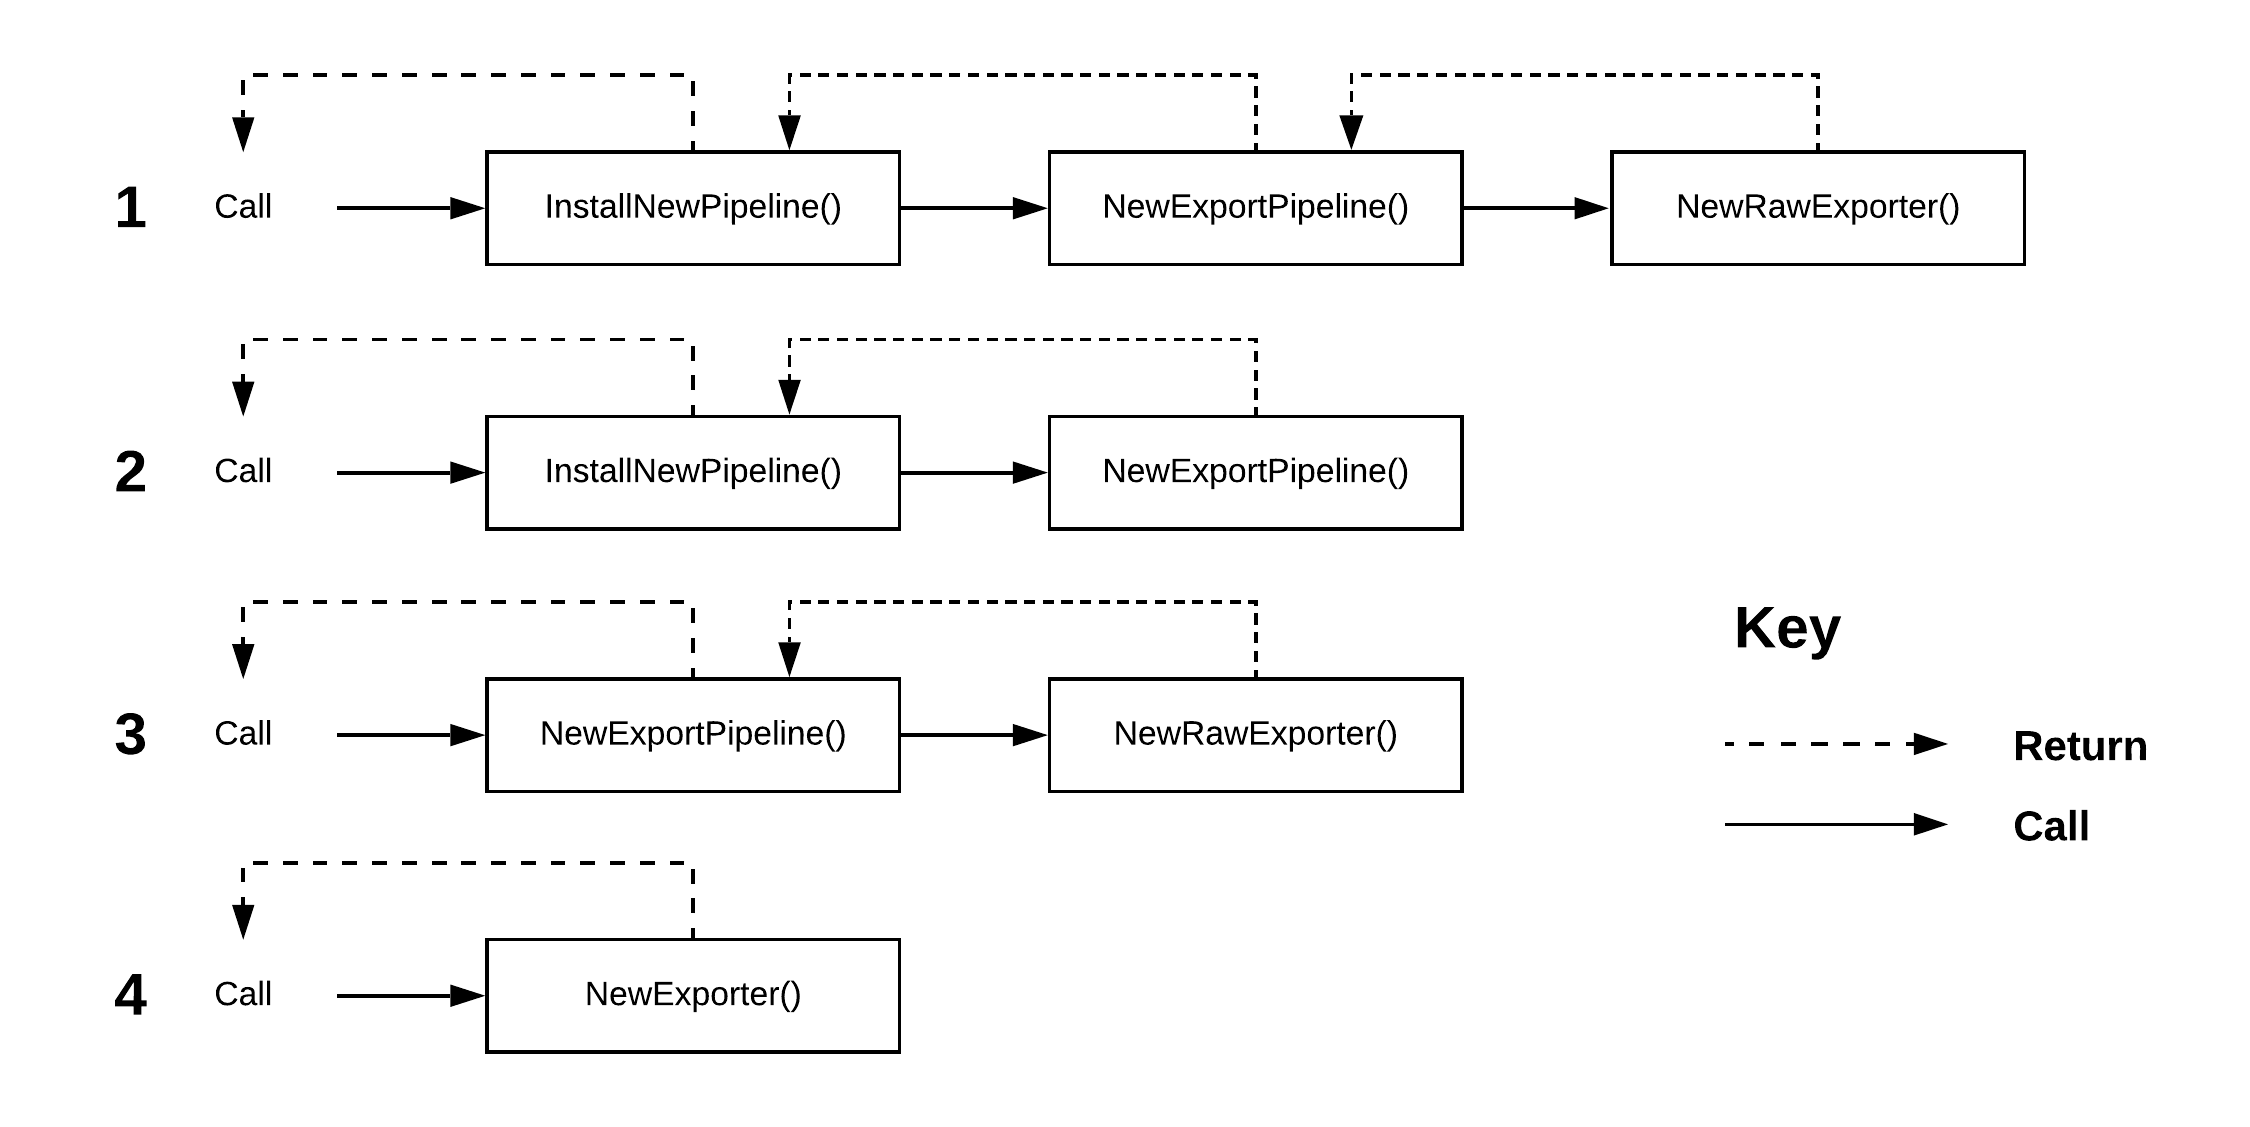 1 Call InstallNewPipeline() NewExportPipeline() NewRawExporter()
2 Call InstallNewPipeline() NewExportPipeline()
3 Call NewExportPipeline() NewRawExporter()
4 Call NewExporter()
Key
Return
Call